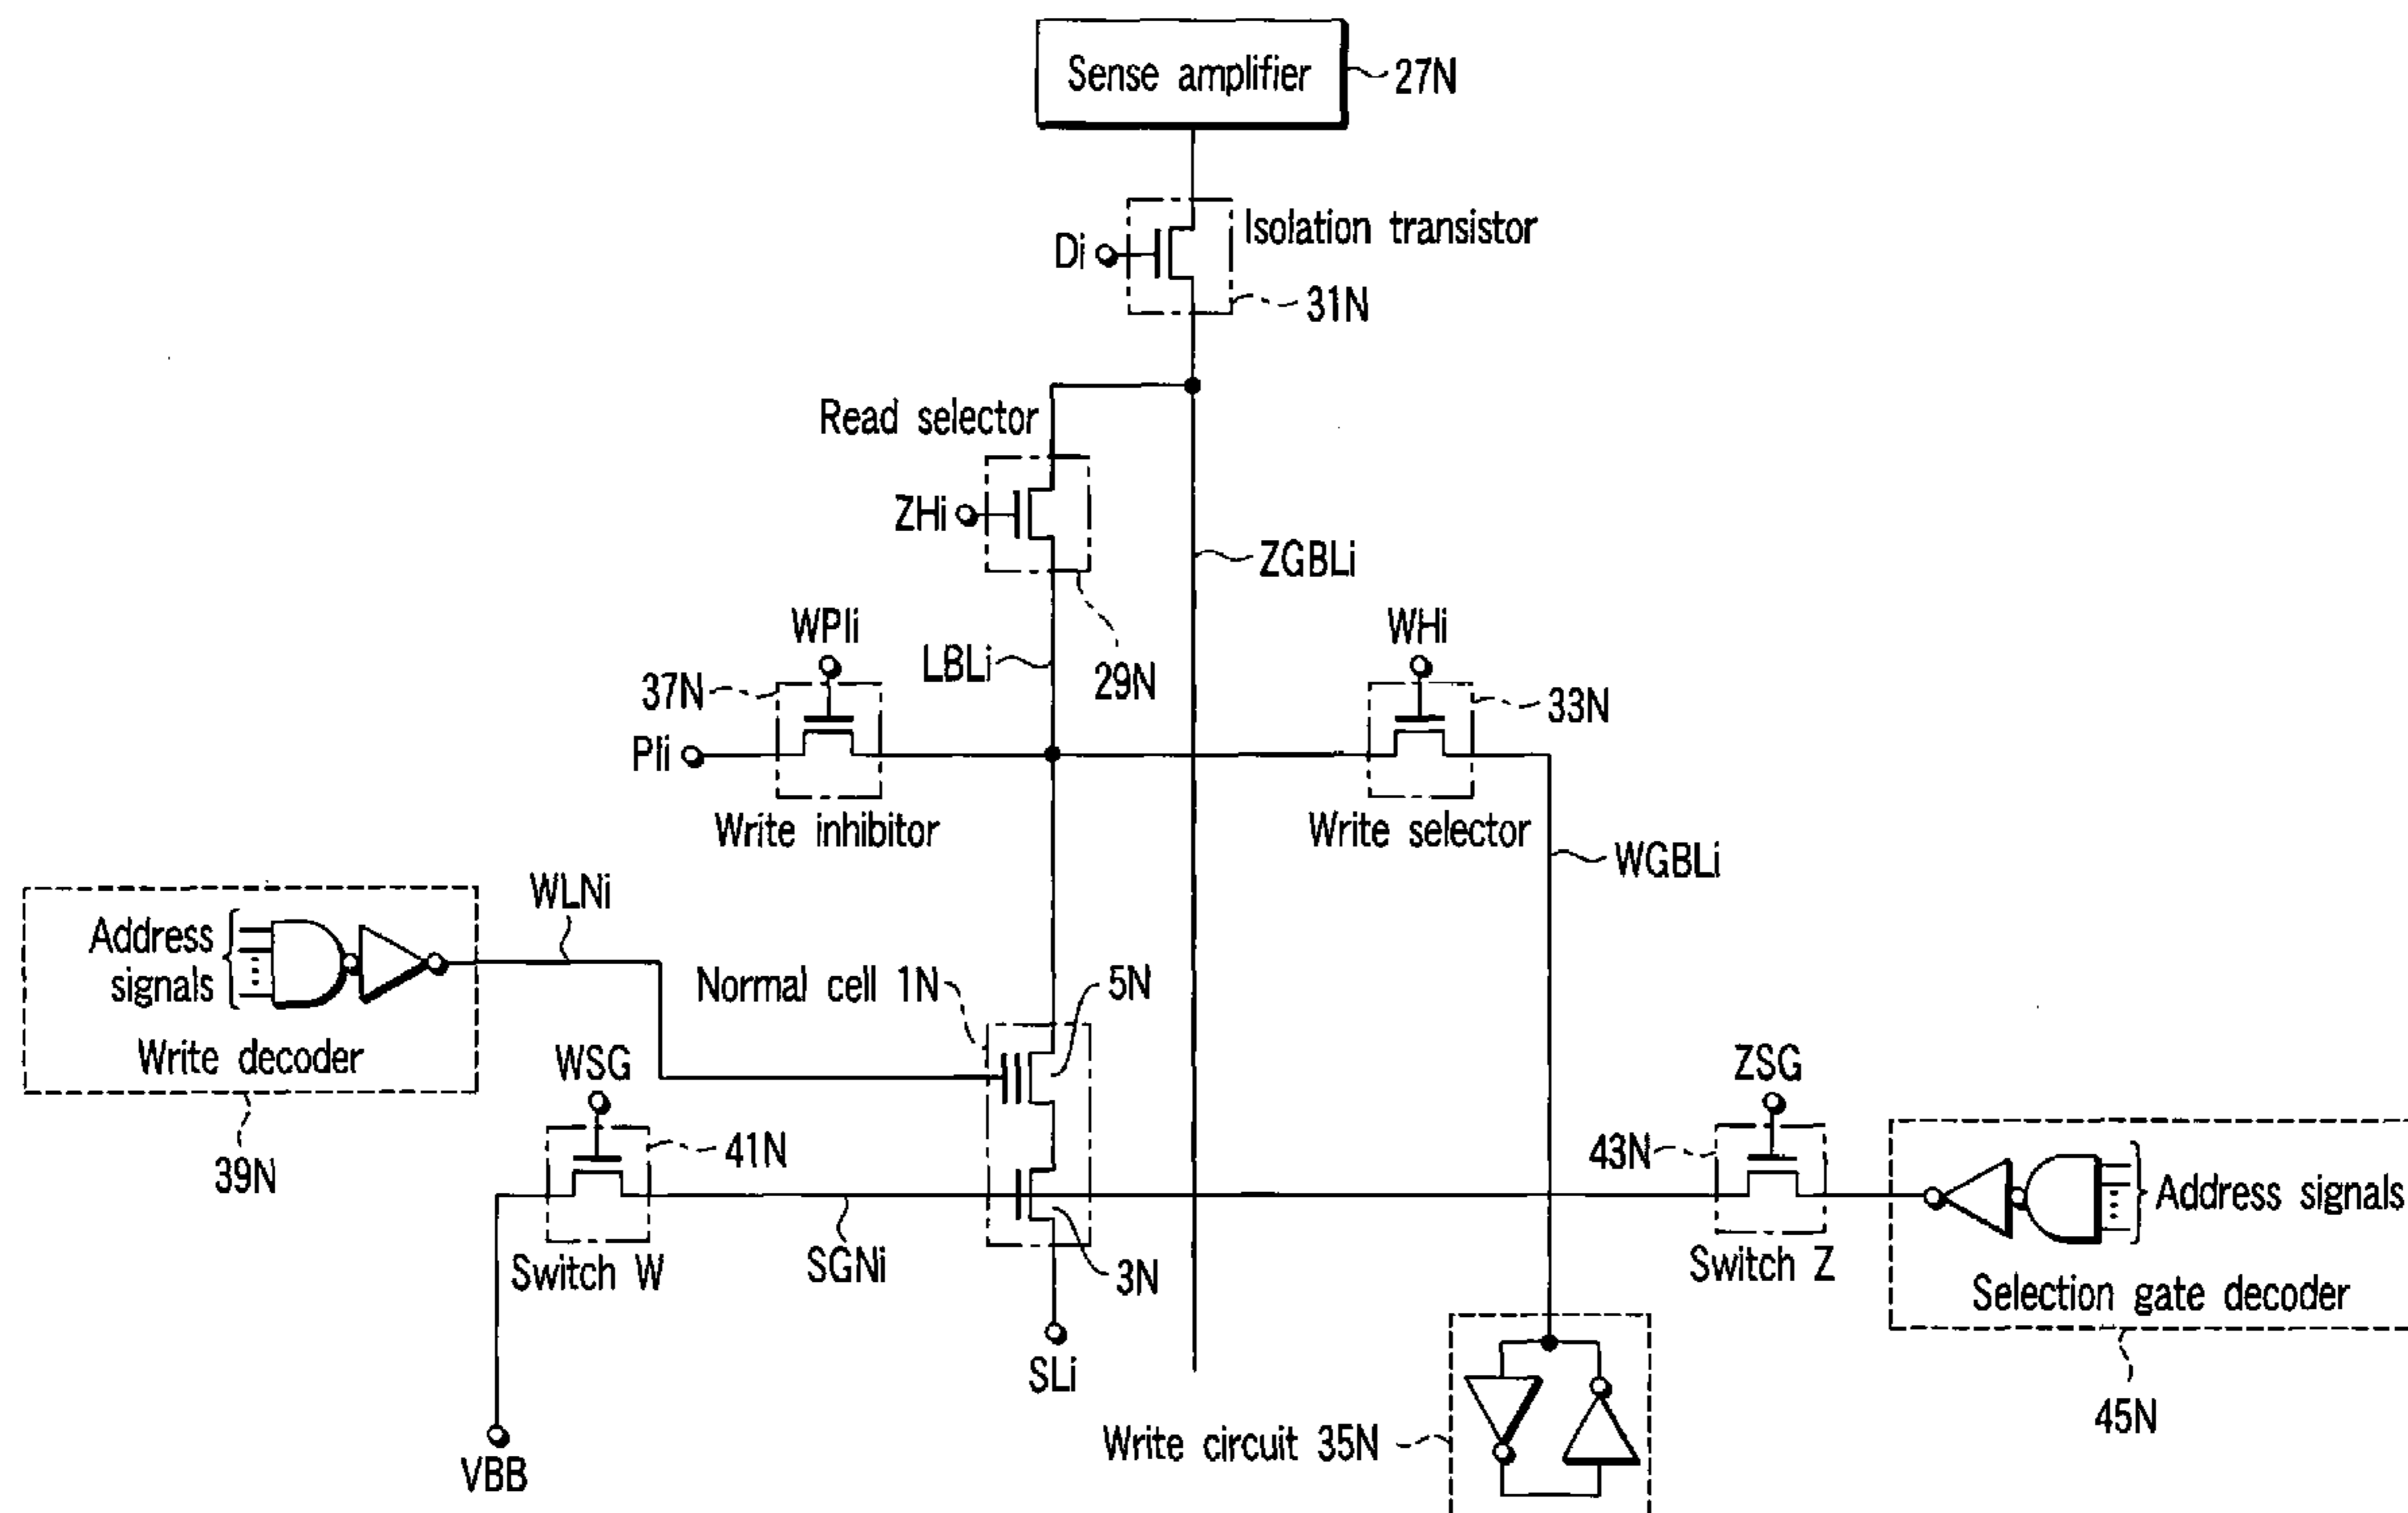 Sense amplifier
27N
Isolation transistor
Di
31N
Read selector
ZHi
ZGBLi
WPIi
WHi
LBLi
29N
37N
33N
PIi
Write inhibitor
Write selector
WGBLi
WLNi
Address
signals
Normal cell 1N
5N
Write decoder
WSG
ZSG
39N
41N
43N
Address signals
Switch W
SGNi
3N
Switch Z
Selection gate decoder
SLi
45N
Write circuit 35N
VBB